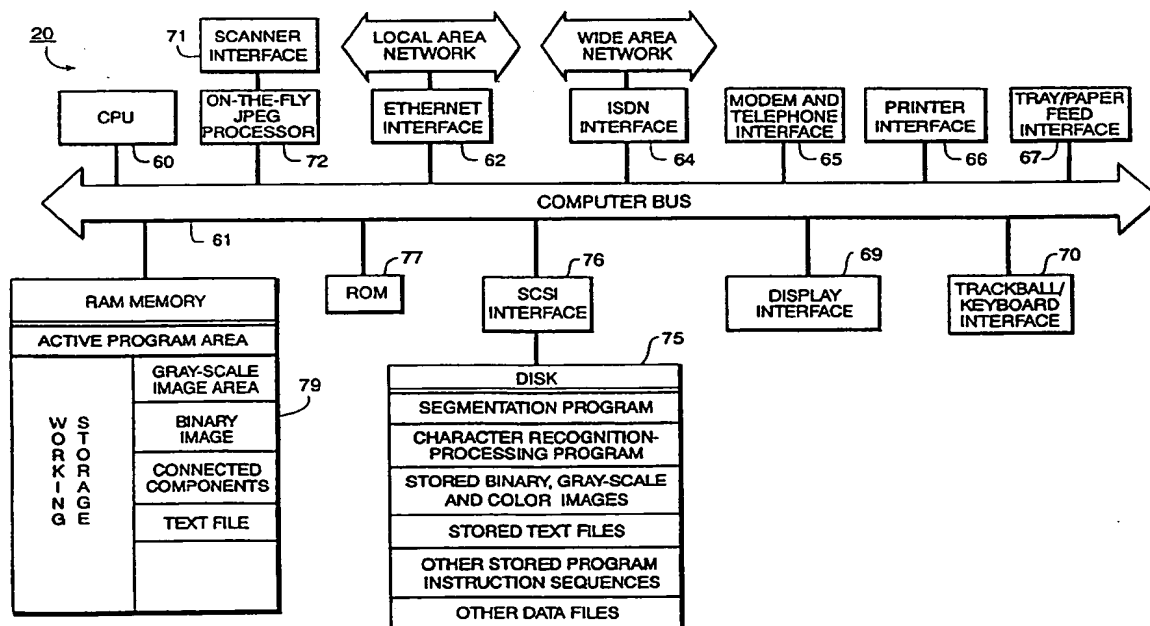 20
71
SCANNER
INTERFACE
LOCAL AREA
NETWORK
WIDE AREA
NETWORK
CPU
60
ON-THE-FLY
JPEG
PROCESSOR
72
ETHERNET
INTERFACE
62
ISDN
INTERFACE
64
MODEM AND
TELEPHONE
INTERFACE
65
PRINTER
INTERFACE
66
TRAY/PAPER
FEED
INTERFACE
67
COMPUTER BUS
61
77
ROM
76
SCSI
INTERFACE
69
DISPLAY
INTERFACE
70
TRACKBALL/
KEYBOARD
INTERFACE
RAM MEMORY
ACTIVE PROGRAM AREA
WORKING
STORAGE
GRAY-SCALE
IMAGE AREA
79
BINARY
IMAGE
CONNECTED
COMPONENTS
TEXT FILE
75
DISK
SEGMENTATION PROGRAM
CHARACTER RECOGNITION-
PROCESSING PROGRAM
STORED BINARY, GRAY-SCALE
AND COLOR IMAGES
STORED TEXT FILES
OTHER STORED PROGRAM
INSTRUCTION SEQUENCES
OTHER DATA FILES